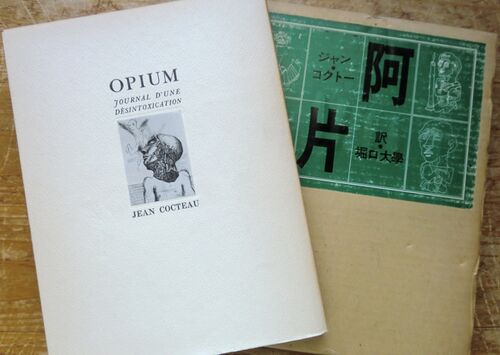 OPIUM
JOURNAL D'UNE
DÉSINTOXICATION
JEAN COCTEAU
ジャン・
コクトー
阿
片
訳・
堀口大學